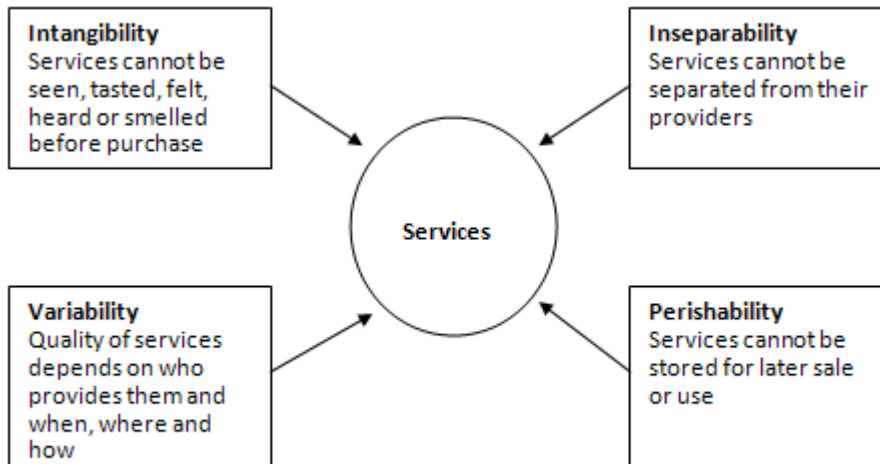 Intangibility
Services cannot be
seen, tasted, felt,
heard or smelled
before purchase
Inseparability
Services cannot be
separated from their
providers
Services
Variability
Quality of services
depends on who
provides them and
when, where and
how
Perishability
Services cannot be
stored for later sale
or use